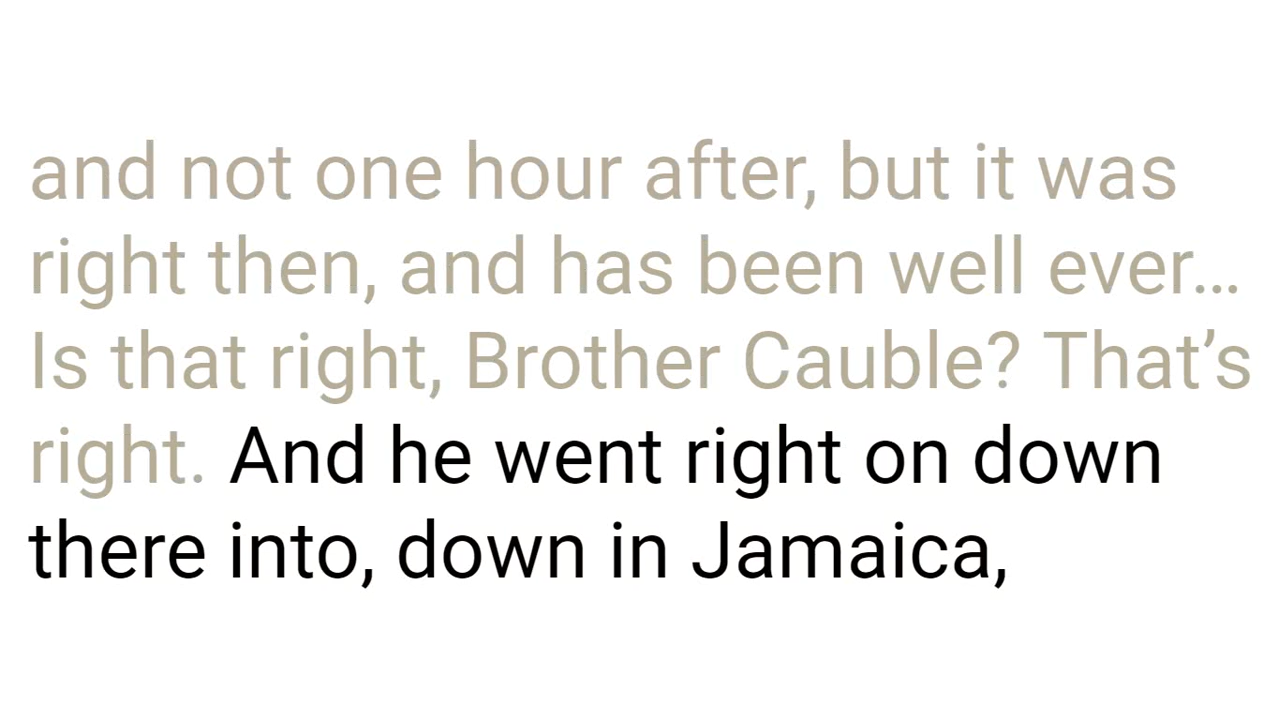 and not one hour after, but it was
right then, and has been well ever…
Is that right, Brother Cauble? That’s
right. And he went right on down
there into, down in Jamaica,